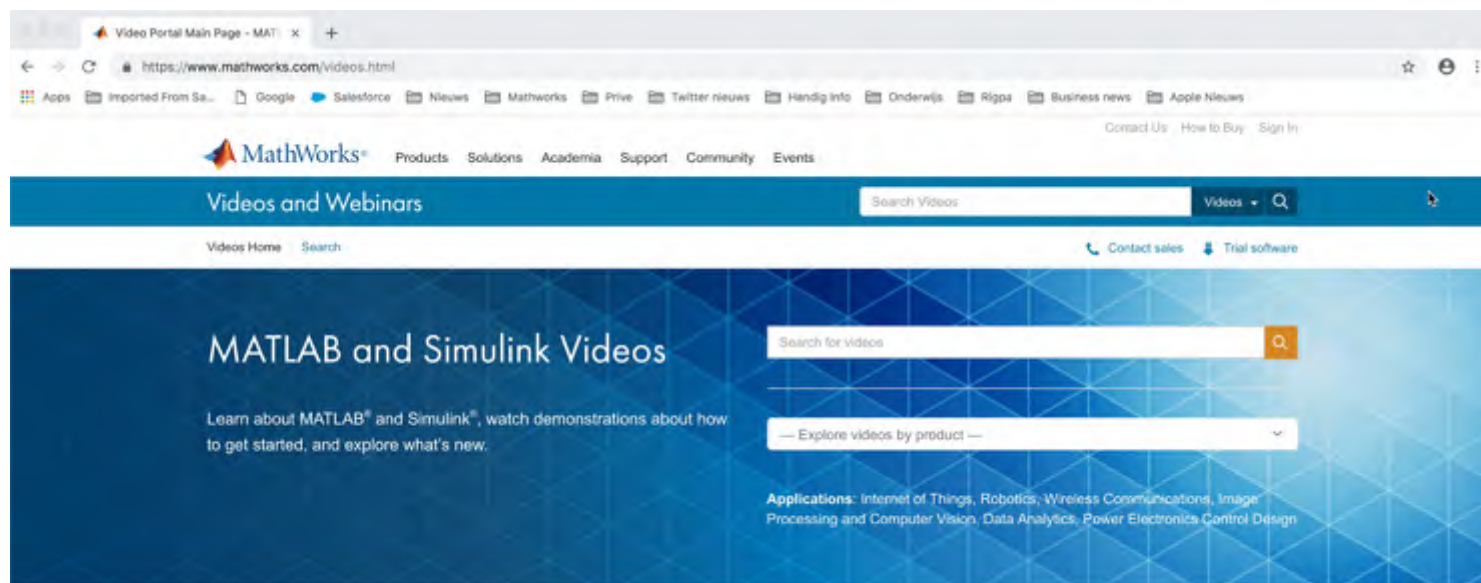 Video Portal Main Page - MAT
https://www.mathworks.com/videos.html
Apps Imported From Sa... Google Salesforce Nieuws Mathworks Prive Twitter nieuws Handig info Onderwijs Rigpa Business news Apple Nieuws
Contact Us How to Buy Sign In
MathWorks® Products Solutions Academia Support Community Events
Videos and Webinars Search Videos Videos
Videos Home Search Contact sales Trial software
MATLAB and Simulink Videos
Search for videos
Learn about MATLAB® and Simulink®, watch demonstrations about how
to get started, and explore what's new.
— Explore videos by product —
Applications: Internet of Things, Robotics, Wireless Communications, Image
Processing and Computer Vision, Data Analytics, Power Electronics Control Design